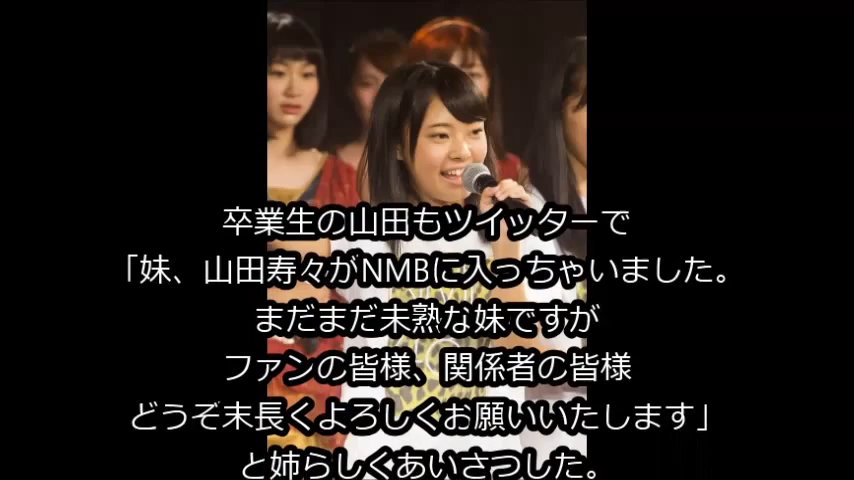 卒業生の山田もツイッターで
「妹、山田寿々がNMBに入っちゃいました。
まだまだ未熟な妹ですが
ファンの皆様、関係者の皆様
どうぞ末長くよろしくお願いいたします」
と姉らしくあいさつした。